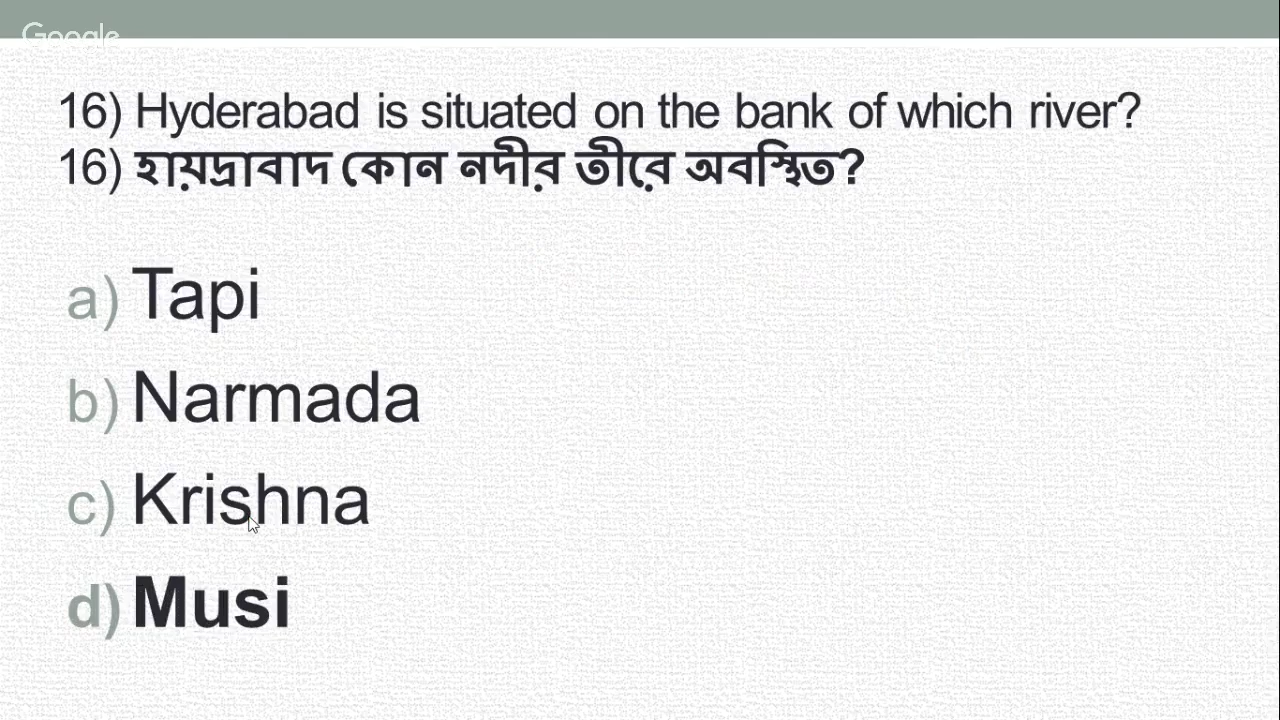 Google
16) Hyderabad is situated on the bank of which river?
16) হায়দ্রাবাদ কোন নদীর তীরে অবস্থিত?
a) Tapi
b) Narmada
c) Krishna
d) Musi